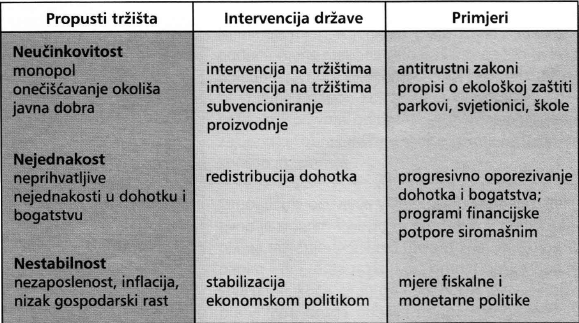 Propusti tržišta
Intervencija države
Primjeri
Neučinkovitost
monopol
intervencija na tržištima
antitrustni zakoni
onečišćavanje okoliša
intervencija na tržištima
propisi o ekološkoj zaštiti
javna dobra
subvencioniranje
parkovi, svjetionici, škole
proizvodnje
Nejednakost
neprihvatljive
redistribucija dohotka
progresivno oporezivanje
nejednakosti u dohotku i
dohotka i bogatstva;
bogatstvu
programi financijske
potpore siromašnim
Nestabilnost
nezaposlenost, inflacija,
stabilizacija
mjere fiskalne i
nizak gospodarski rast
ekonomskom politikom
monetarne politike